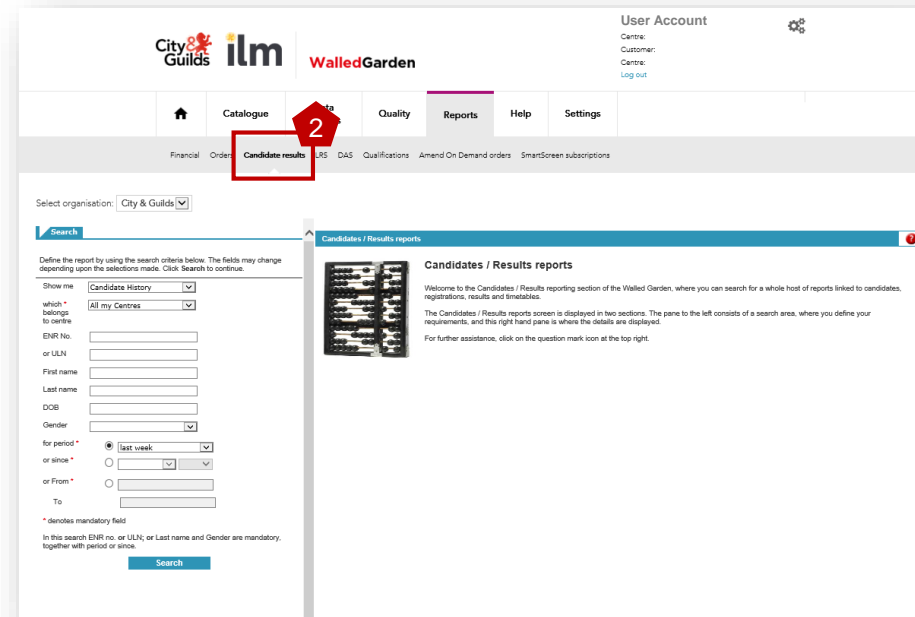 City&
Guilds
ilm
WalledGarden
User Account
Centre:
Customer:
Centre:
Log out
Catalogue
Quality
Reports
Help
Settings
2
Financial Orders Candidate results LRS DAS Qualifications Amend On Demand orders SmartScreen subscriptions
Select organisation: City & Guilds
Search
Define the report by using the search criteria below. The fields may change
depending upon the selections made. Click Search to continue.
Show me Candidate History
which * All my Centres
belongs
to centre
ENR No.
or ULN
First name
Last name
DOB
Gender
for period * last week
or since *
or From *
To
* denotes mandatory field
In this search ENR no. or ULN; or Last name and Gender are mandatory,
together with period or since.
Search
Candidates / Results reports
?
Candidates / Results reports
Welcome to the Candidates / Results reporting section of the Walled Garden, where you can search for a whole host of reports linked to candidates,
registrations, results and timetables.
The Candidates / Results reports screen is displayed in two sections. The pane to the left consists of a search area, where you define your
requirements, and this right hand pane is where the details are displayed.
For further assistance, click on the question mark icon at the top right.